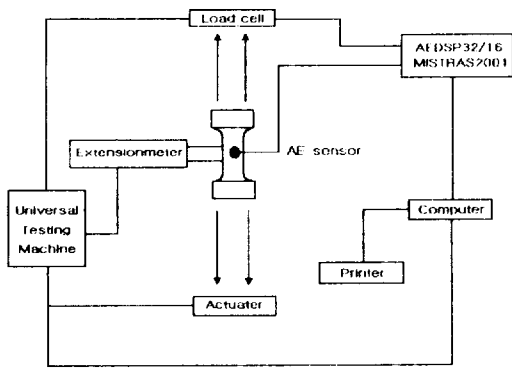 Load cell
AEDSP32/16
MISTRAS2001
Extensionmeter
AE sensor
Universal
Testing
Machine
Computer
Printer
Actuater